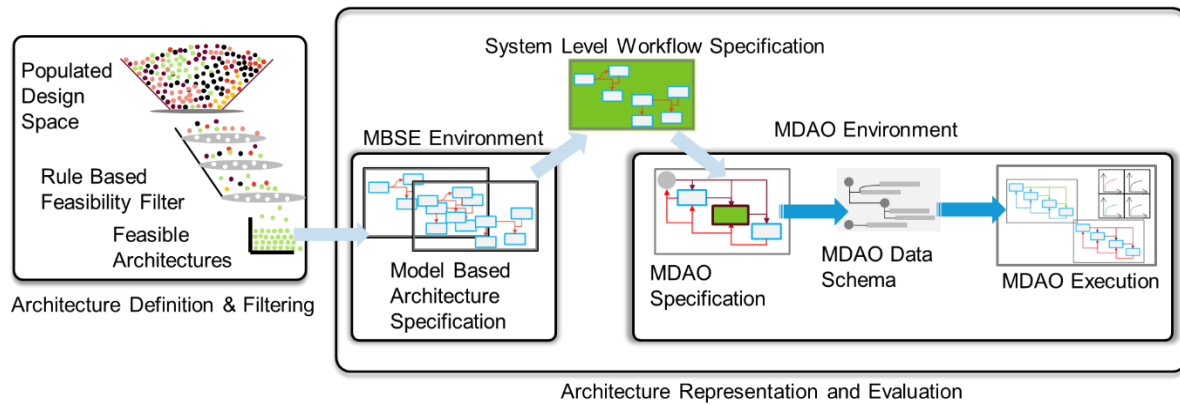 Populated
Design
Space
Rule Based
Feasibility Filter
Feasible
Architectures
Architecture Definition & Filtering
System Level Workflow Specification
MBSE Environment
Model Based
Architecture
Specification
MDAO Environment
MDAO
Specification
MDAO Data
Schema
MDAO Execution
Architecture Representation and Evaluation